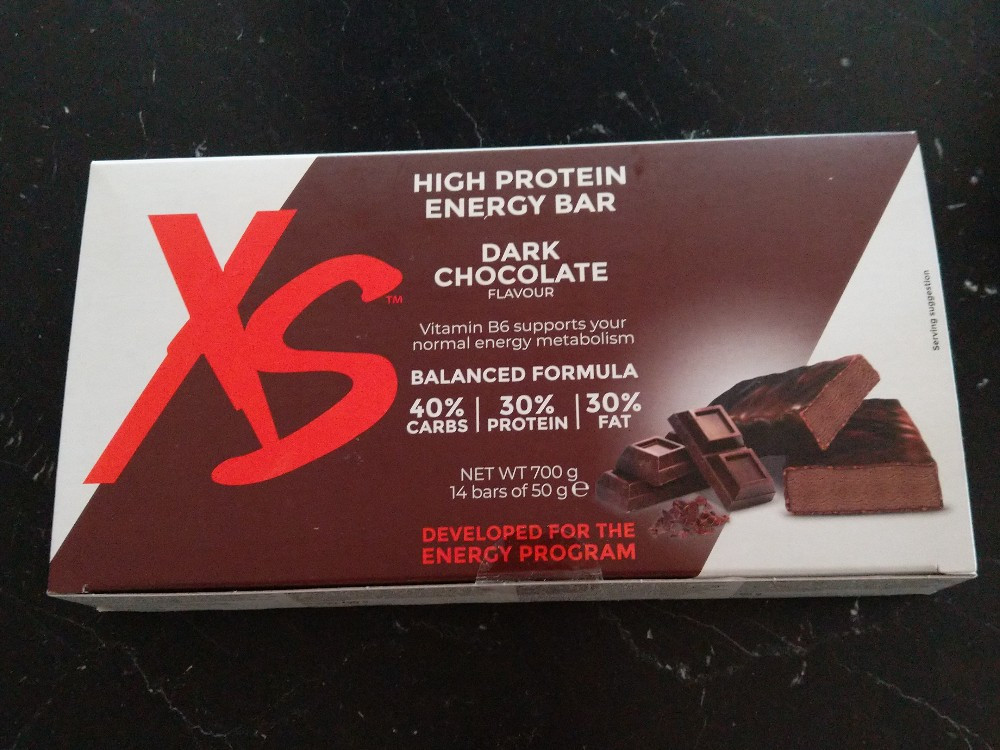 XS™
HIGH PROTEIN
ENERGY BAR
DARK
CHOCOLATE
FLAVOUR
Vitamin B6 supports your
normal energy metabolism
BALANCED FORMULA
40% | 30% | 30%
CARBS | PROTEIN | FAT
NET WT 700 g
14 bars of 50 g ℮
DEVELOPED FOR THE
ENERGY PROGRAM
Serving suggestion